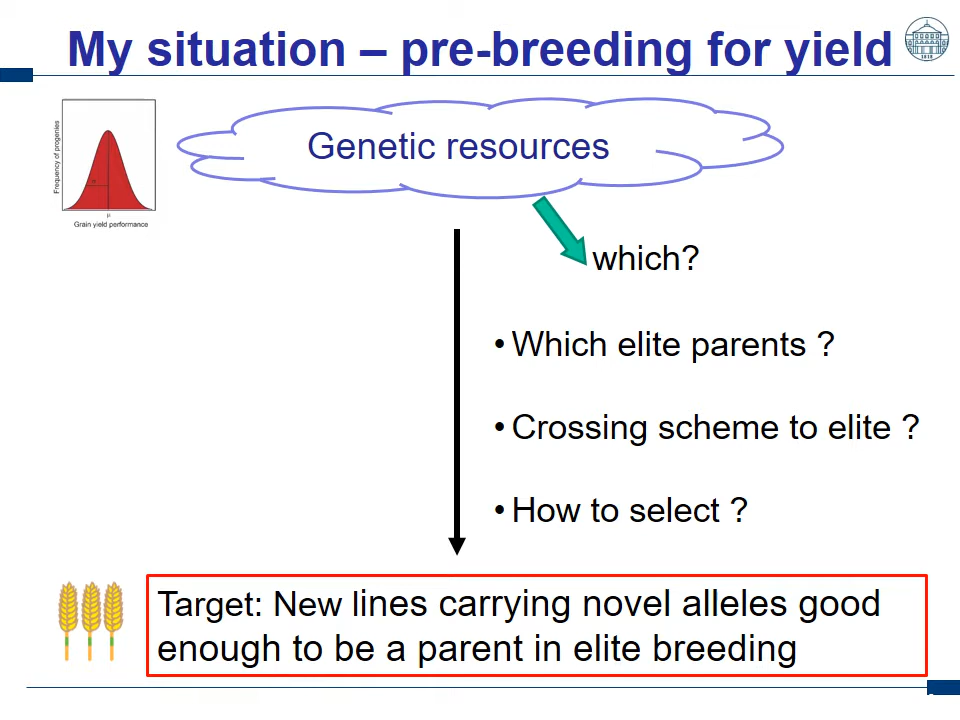 My situation – pre-breeding for yield
1818
Frequency of progenies
σ
μ
Grain yield performance
Genetic resources
which?
• Which elite parents ?
• Crossing scheme to elite ?
• How to select ?
Target: New lines carrying novel alleles good
enough to be a parent in elite breeding